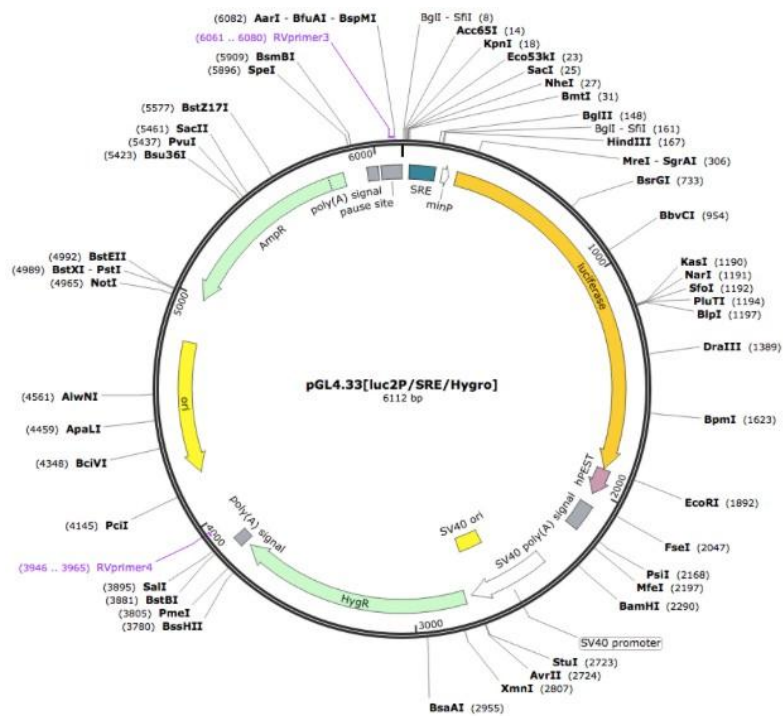 (6082) AarI - BfuAI - BspMI
(6061 .. 6080) RVprimer3
(5909) BsmBI
(5896) SpeI
(5577) BstZ17I
(5461) SacII
(5437) PvuI
(5423) Bsu36I
(4992) BstEII
(4989) BstXI - PstI
(4965) NotI
(4561) AlwNI
(4459) ApaLI
(4348) BciVI
(4145) PciI
(3946 .. 3965) RVprimer4
(3895) SalI
(3881) BstBI
(3805) PmeI
(3780) BssHII
BglI - SfiI (8)
Acc65I (14)
KpnI (18)
Eco53kI (23)
SacI (25)
NheI (27)
BmtI (31)
BglII (148)
BglI - SfiI (161)
HindIII (167)
MreI - SgrAI (306)
BsrGI (733)
BbvCI (954)
KasI (1190)
NarI (1191)
SfoI (1192)
PluTI (1194)
BlpI (1197)
DraIII (1389)
BpmI (1623)
EcoRI (1892)
FseI (2047)
PsiI (2168)
MfeI (2197)
BamHI (2290)
SV40 promoter
StuI (2723)
AvrII (2724)
XmnI (2807)
BsaAI (2955)
6000
1000
2000
3000
4000
5000
poly(A) signal
pause site
SRE
minP
luciferase
hPEST
SV40 poly(A) signal
SV40 ori
HygR
poly(A) signal
ori
AmpR
pGL4.33[luc2P/SRE/Hygro]
6112 bp